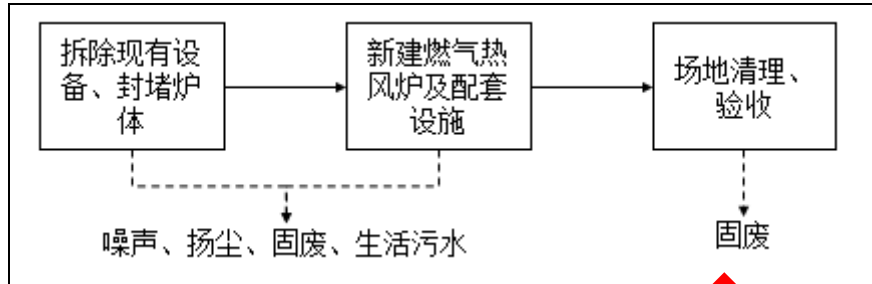 拆除现有设
备、封堵炉
体
新建燃气热
风炉及配套
设施
场地清理、
验收
噪声、扬尘、固废、生活污水
固废